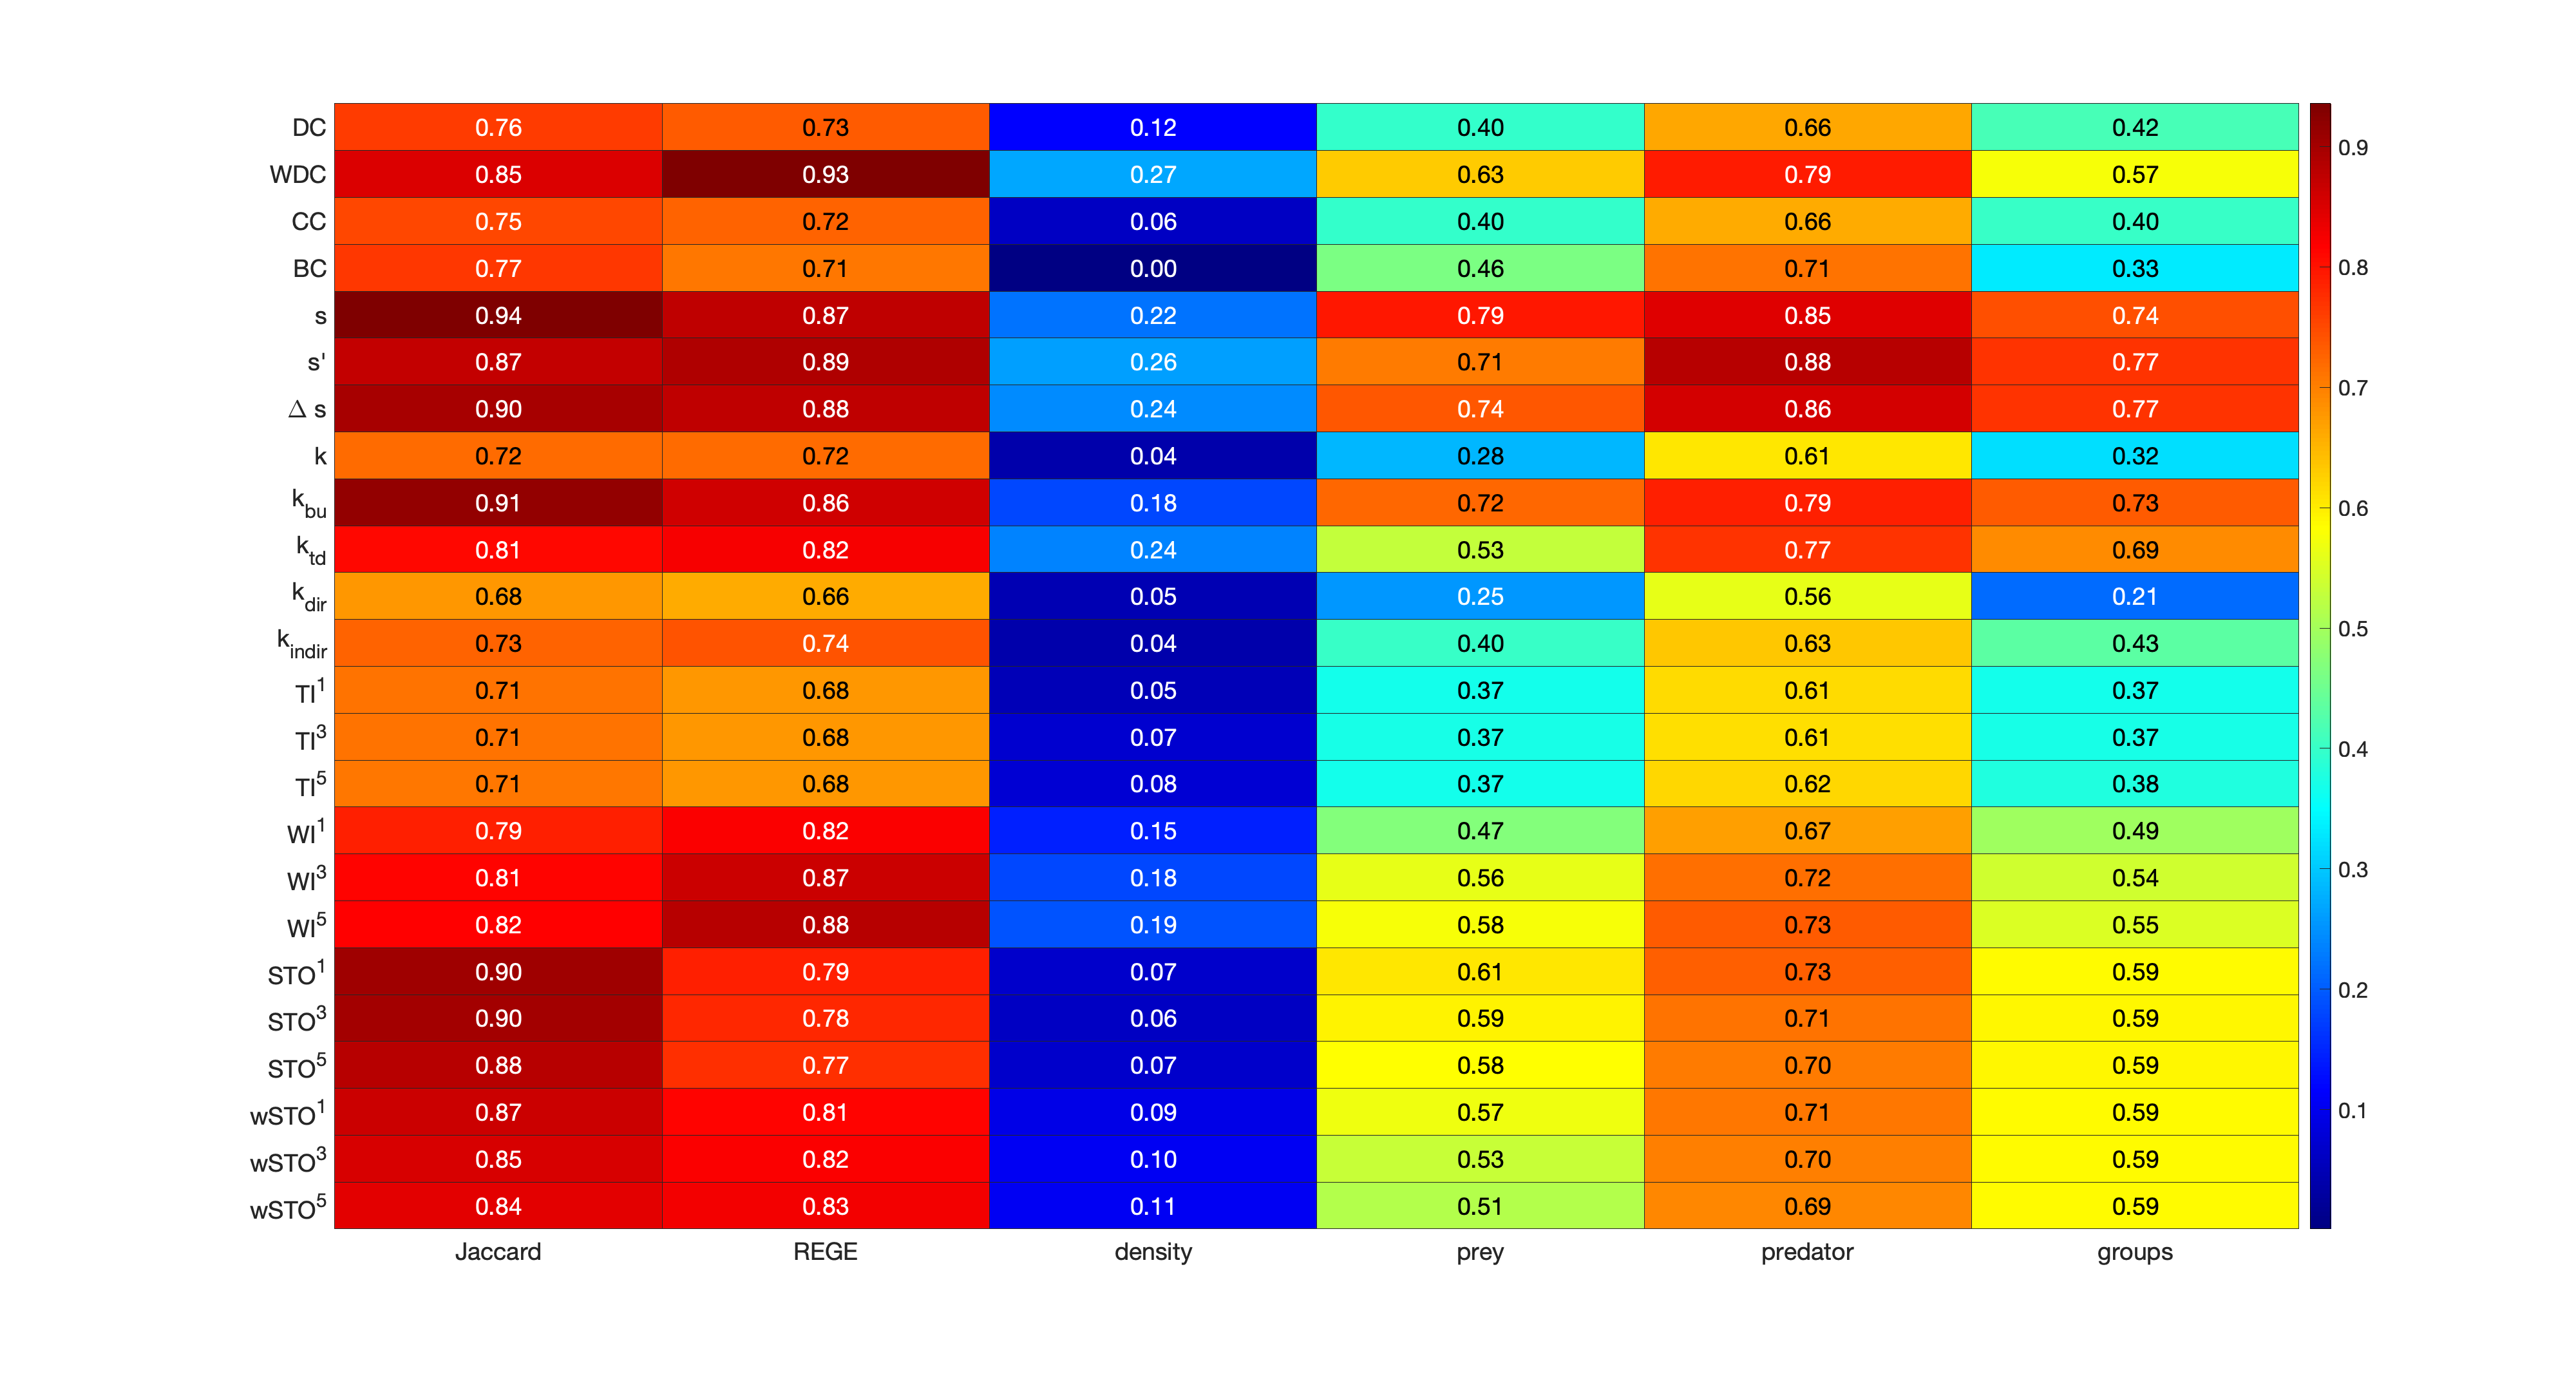 DC 0.76 0.73 0.12 0.40 0.66 0.42
WDC 0.85 0.93 0.27 0.63 0.79 0.57
CC 0.75 0.72 0.06 0.40 0.66 0.40
BC 0.77 0.71 0.00 0.46 0.71 0.33
s 0.94 0.87 0.22 0.79 0.85 0.74
s' 0.87 0.89 0.26 0.71 0.88 0.77
Δ s 0.90 0.88 0.24 0.74 0.86 0.77
k 0.72 0.72 0.04 0.28 0.61 0.32
k_bu 0.91 0.86 0.18 0.72 0.79 0.73
k_td 0.81 0.82 0.24 0.53 0.77 0.69
k_dir 0.68 0.66 0.05 0.25 0.56 0.21
k_indir 0.73 0.74 0.04 0.40 0.63 0.43
TI¹ 0.71 0.68 0.05 0.37 0.61 0.37
TI³ 0.71 0.68 0.07 0.37 0.61 0.37
TI⁵ 0.71 0.68 0.08 0.37 0.62 0.38
WI¹ 0.79 0.82 0.15 0.47 0.67 0.49
WI³ 0.81 0.87 0.18 0.56 0.72 0.54
WI⁵ 0.82 0.88 0.19 0.58 0.73 0.55
STO¹ 0.90 0.79 0.07 0.61 0.73 0.59
STO³ 0.90 0.78 0.06 0.59 0.71 0.59
STO⁵ 0.88 0.77 0.07 0.58 0.70 0.59
wSTO¹ 0.87 0.81 0.09 0.57 0.71 0.59
wSTO³ 0.85 0.82 0.10 0.53 0.70 0.59
wSTO⁵ 0.84 0.83 0.11 0.51 0.69 0.59
Jaccard REGE density prey predator groups
0.9
0.8
0.7
0.6
0.5
0.4
0.3
0.2
0.1